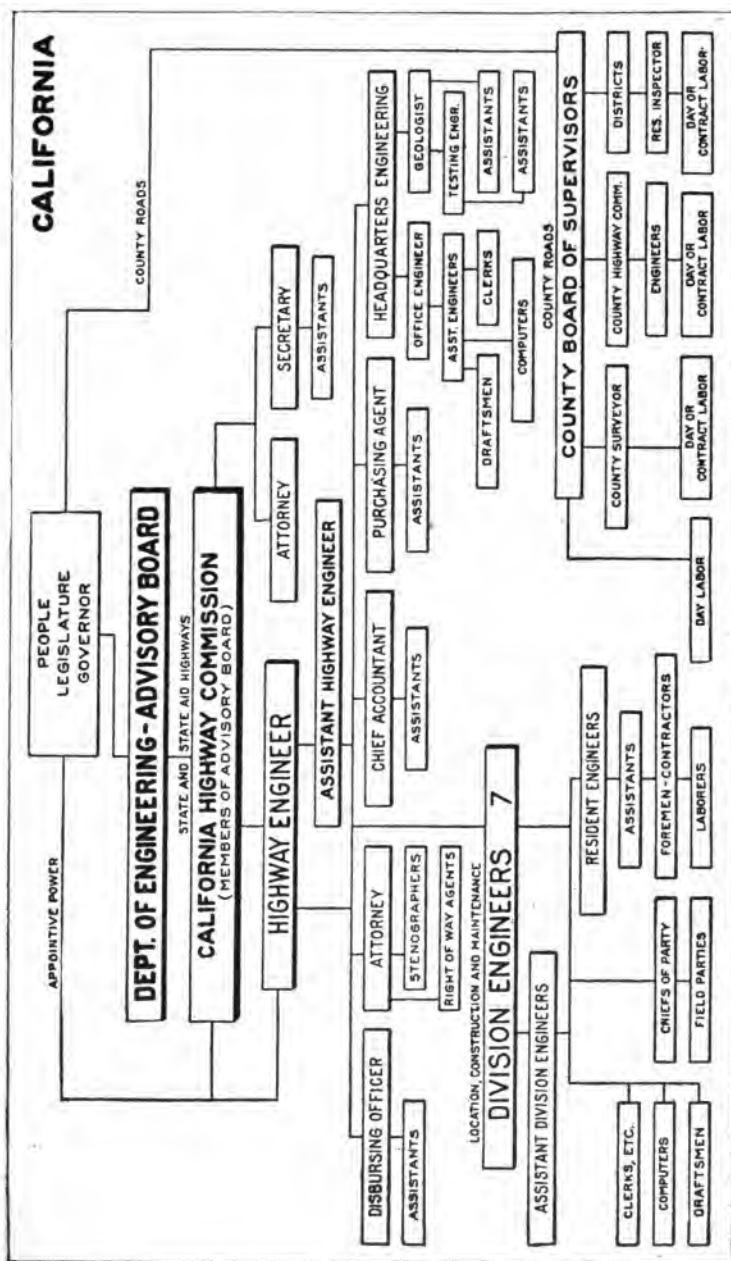 CALIFORNIA
PEOPLE
LEGISLATURE
GOVERNOR
APPOINTIVE POWER
COUNTY ROADS
DEPT. OF ENGINEERING-ADVISORY BOARD
STATE AND STATE AID HIGHWAYS
CALIFORNIA HIGHWAY COMMISSION
(MEMBERS OF ADVISORY BOARD)
HIGHWAY ENGINEER
ATTORNEY
SECRETARY
ASSISTANTS
ASSISTANT HIGHWAY ENGINEER
DISBURSING OFFICER
ASSISTANTS
ATTORNEY
STENOGRAPHERS
RIGHT OF WAY AGENTS
CHIEF ACCOUNTANT
ASSISTANTS
PURCHASING AGENT
ASSISTANTS
HEADQUARTERS ENGINEERING
OFFICE ENGINEER
ASST. ENGINEERS
DRAFTSMEN
CLERKS
COMPUTERS
GEOLOGIST
TESTING ENGR.
ASSISTANTS
ASSISTANTS
LOCATION, CONSTRUCTION AND MAINTENANCE
DIVISION ENGINEERS 7
ASSISTANT DIVISION ENGINEERS
CLERKS, ETC.
COMPUTERS
DRAFTSMEN
CHIEFS OF PARTY
FIELD PARTIES
RESIDENT ENGINEERS
ASSISTANTS
FOREMEN-CONTRACTORS
LABORERS
COUNTY ROADS
COUNTY BOARD OF SUPERVISORS
DAY LABOR
COUNTY SURVEYOR
DAY OR
CONTRACT LABOR
COUNTY HIGHWAY COMM.
ENGINEERS
DAY OR
CONTRACT LABOR
DISTRICTS
RES. INSPECTOR
DAY OR
CONTRACT LABOR-